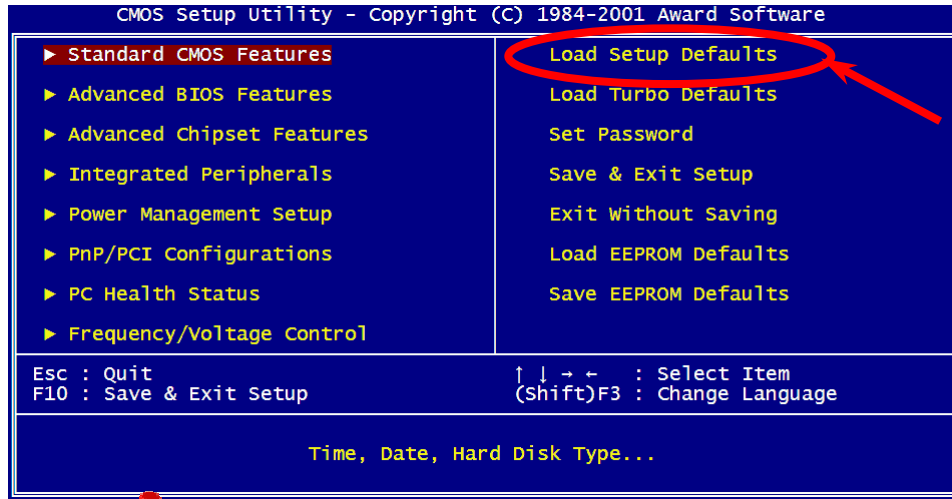 CMOS Setup Utility - Copyright (C) 1984-2001 Award Software
▶ Standard CMOS Features
▶ Advanced BIOS Features
▶ Advanced Chipset Features
▶ Integrated Peripherals
▶ Power Management Setup
▶ PnP/PCI Configurations
▶ PC Health Status
▶ Frequency/Voltage Control
Load Setup Defaults
Load Turbo Defaults
Set Password
Save & Exit Setup
Exit Without Saving
Load EEPROM Defaults
Save EEPROM Defaults
Esc : Quit
F10 : Save & Exit Setup
↑ ↓ → ← : Select Item
(Shift)F3 : Change Language
Time, Date, Hard Disk Type...